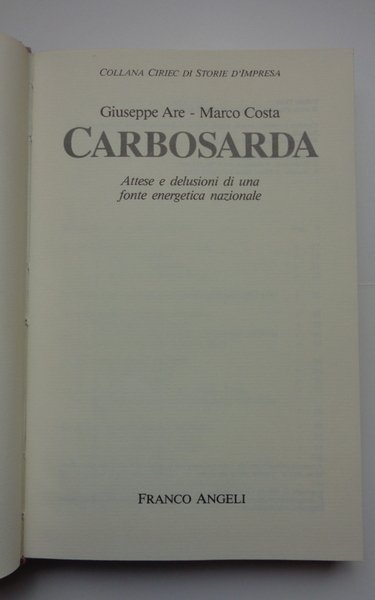 COLLANA CIRIEC DI STORIE D'IMPRESA
Giuseppe Are - Marco Costa
CARBOSARDA
Attese e delusioni di una
fonte energetica nazionale
FRANCO ANGELI